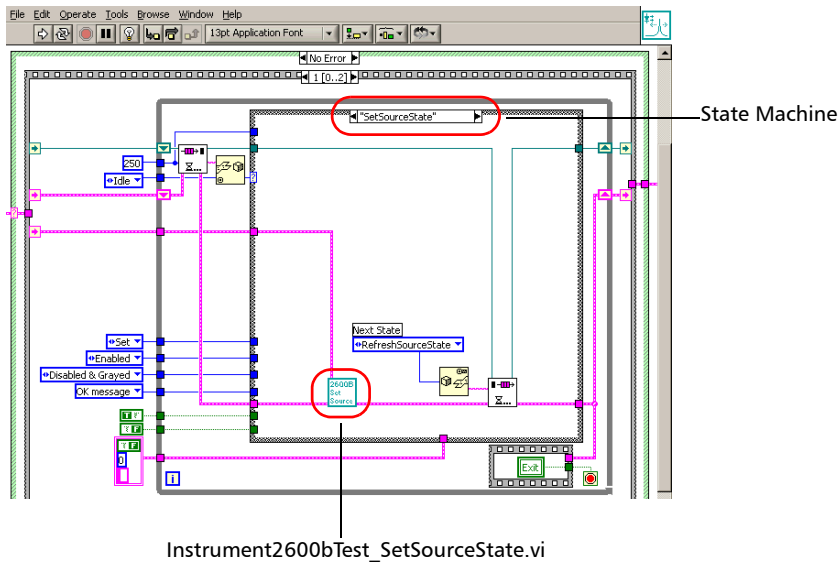 File Edit Operate Tools Browse Window Help
13pt Application Font
No Error
1 [0..2]
"SetSourceState"
State Machine
250
Idle
Set
Enabled
Disabled & Grayed
OK message
Next State
RefreshSourceState
2600B
Set
Sourc
T
F
F
0
i
Exit
Instrument2600bTest_SetSourceState.vi